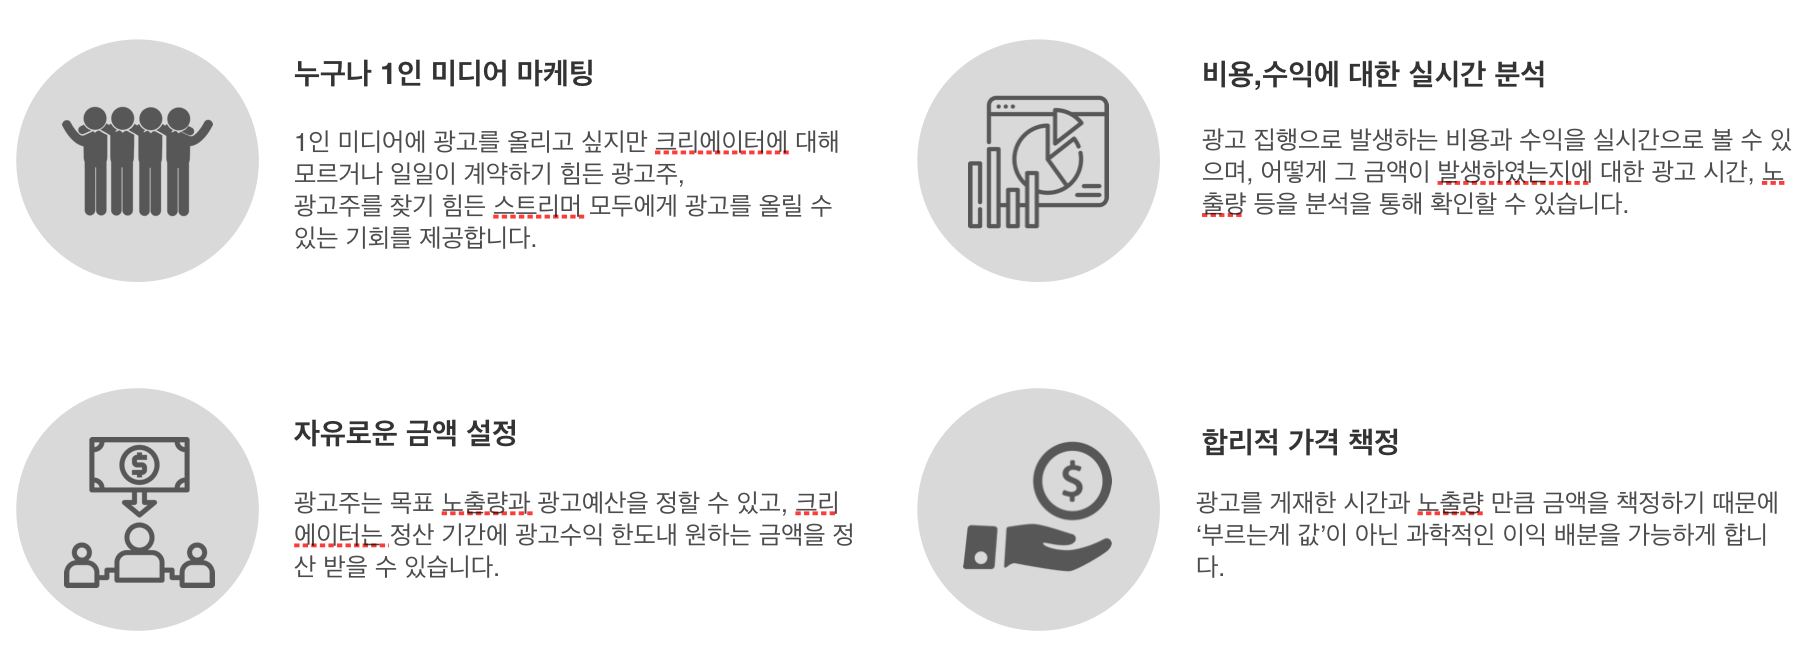 누구나 1인 미디어 마케팅
1인 미디어에 광고를 올리고 싶지만 크리에이터에 대해
모르거나 일일이 계약하기 힘든 광고주,
광고주를 찾기 힘든 스트리머 모두에게 광고를 올릴 수
있는 기회를 제공합니다.
비용,수익에 대한 실시간 분석
광고 집행으로 발생하는 비용과 수익을 실시간으로 볼 수 있
으며, 어떻게 그 금액이 발생하였는지에 대한 광고 시간, 노
출량 등을 분석을 통해 확인할 수 있습니다.
자유로운 금액 설정
광고주는 목표 노출량과 광고예산을 정할 수 있고, 크리
에이터는 정산 기간에 광고수익 한도내 원하는 금액을 정
산 받을 수 있습니다.
합리적 가격 책정
광고를 게재한 시간과 노출량 만큼 금액을 책정하기 때문에
‘부르는게 값’이 아닌 과학적인 이익 배분을 가능하게 합니
다.